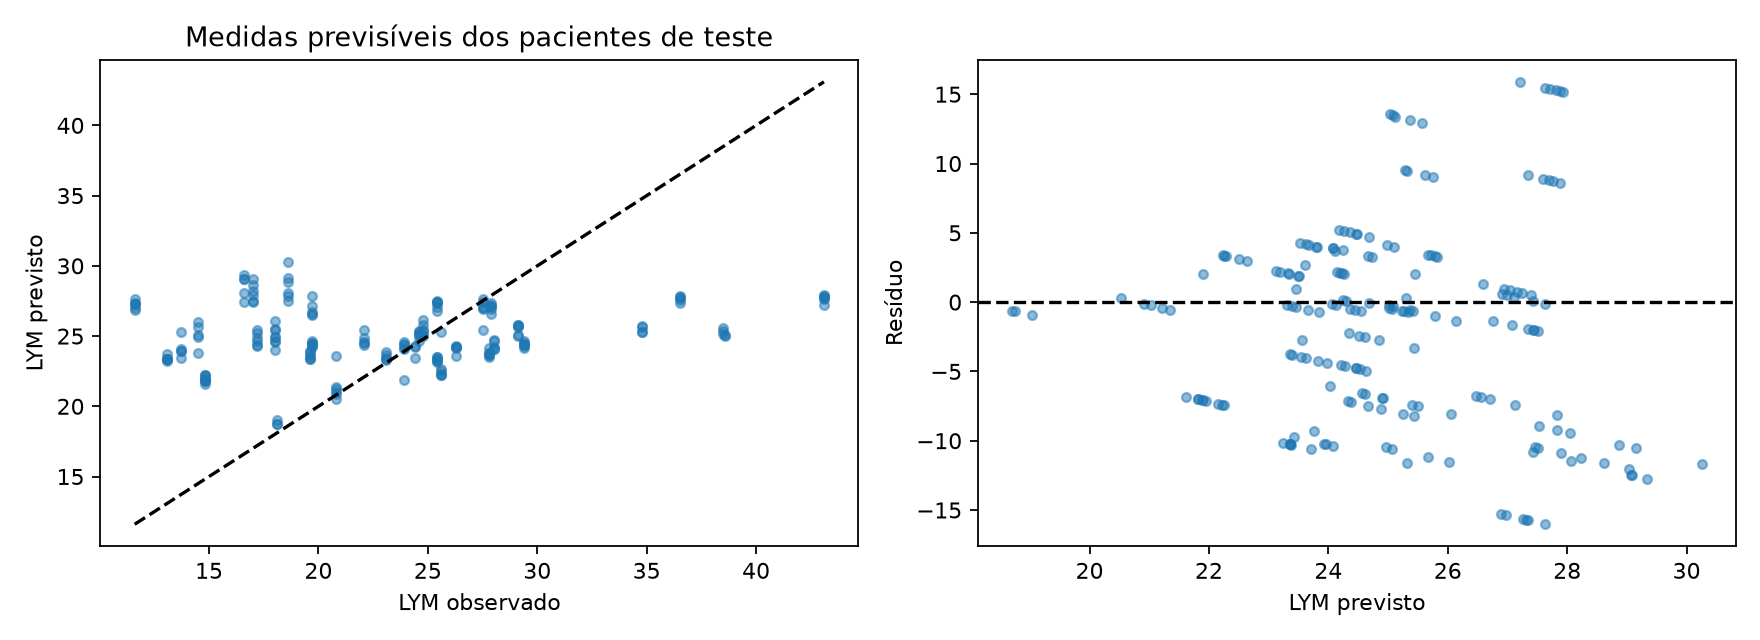 Medidas previsíveis dos pacientes de teste
LYM previsto
40
35
30
25
20
15
15 20 25 30 35 40
LYM observado
Resíduo
15
10
5
0
−5
−10
−15
20 22 24 26 28 30
LYM previsto